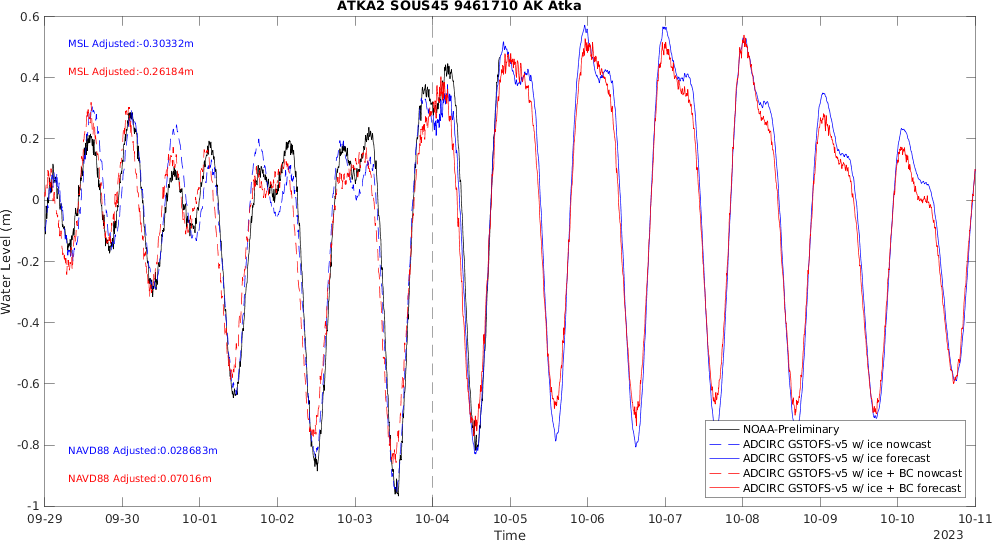 ATKA2 SOUS45 9461710 AK Atka
0.6
0.4
0.2
0
-0.2
-0.4
-0.6
-0.8
-1
Water Level (m)
MSL Adjusted:-0.30332m
MSL Adjusted:-0.26184m
NAVD88 Adjusted:0.028683m
NAVD88 Adjusted:0.07016m
NOAA-Preliminary
ADCIRC GSTOFS-v5 w/ ice nowcast
ADCIRC GSTOFS-v5 w/ ice forecast
ADCIRC GSTOFS-v5 w/ ice + BC nowcast
ADCIRC GSTOFS-v5 w/ ice + BC forecast
09-29 09-30 10-01 10-02 10-03 10-04 10-05 10-06 10-07 10-08 10-09 10-10 10-11
Time
2023